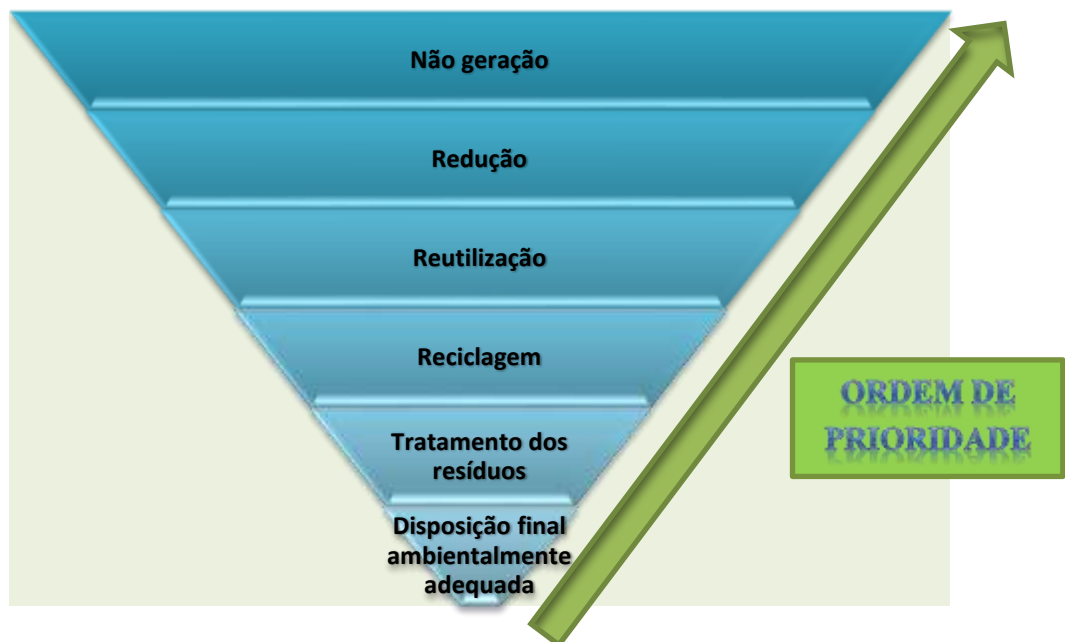 Não geração
Redução
Reutilização
Reciclagem
Tratamento dos
resíduos
Disposição final
ambientalmente
adequada
ORDEM DE
PRIORIDADE